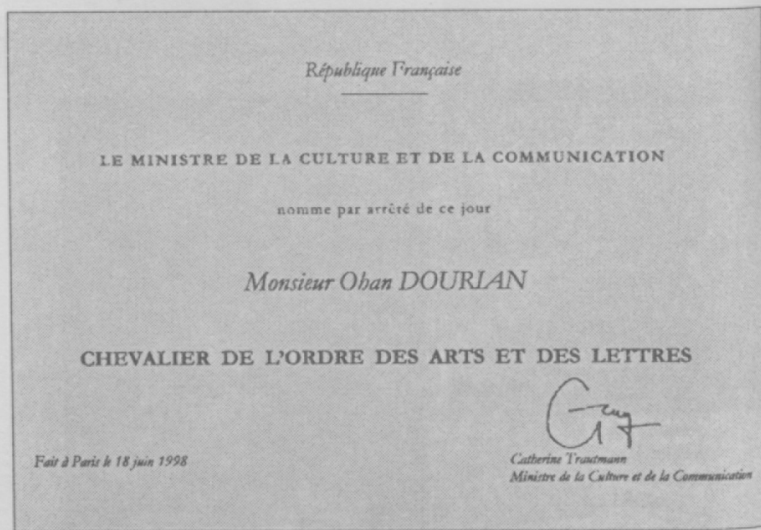 République Française
LE MINISTRE DE LA CULTURE ET DE LA COMMUNICATION
nomme par arrêté de ce jour
Monsieur Ohan DOURIAN
CHEVALIER DE L'ORDRE DES ARTS ET DES LETTRES
Fait à Paris le 18 juin 1998
Catherine Trautmann
Ministre de la Culture et de la Communication